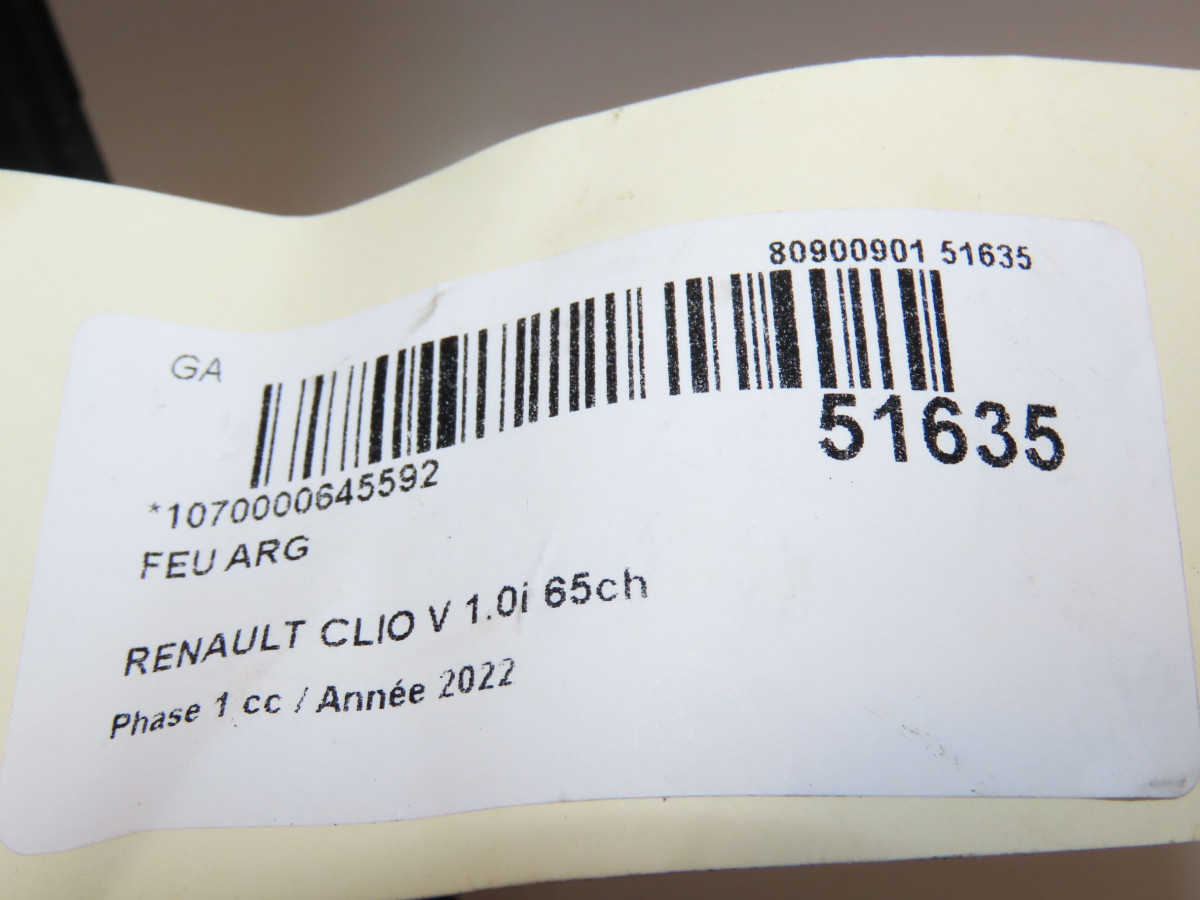 80900901 51635
GA
51635
*1070000645592
FEU ARG
RENAULT CLIO V 1.0i 65ch
Phase 1 cc / Année 2022